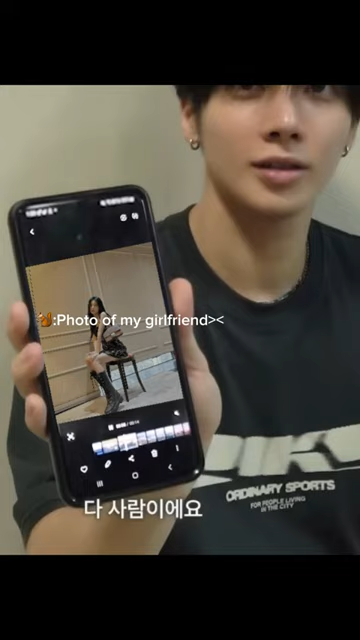 🐿:Photo of my girlfriend><
ORDINARY SPORTS
FOR PEOPLE LIVING
IN THE CITY
다 사람이에요